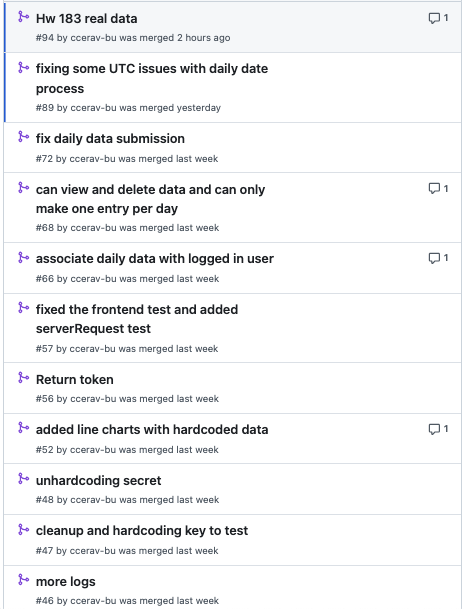 Hw 183 real data
1
#94 by ccerav-bu was merged 2 hours ago
fixing some UTC issues with daily date
process
#89 by ccerav-bu was merged yesterday
fix daily data submission
#72 by ccerav-bu was merged last week
can view and delete data and can only
1
make one entry per day
#68 by ccerav-bu was merged last week
associate daily data with logged in user
1
#66 by ccerav-bu was merged last week
fixed the frontend test and added
serverRequest test
#57 by ccerav-bu was merged last week
Return token
#56 by ccerav-bu was merged last week
added line charts with hardcoded data
1
#52 by ccerav-bu was merged last week
unhardcoding secret
#48 by ccerav-bu was merged last week
cleanup and hardcoding key to test
#47 by ccerav-bu was merged last week
more logs
#46 by ccerav-bu was merged last week